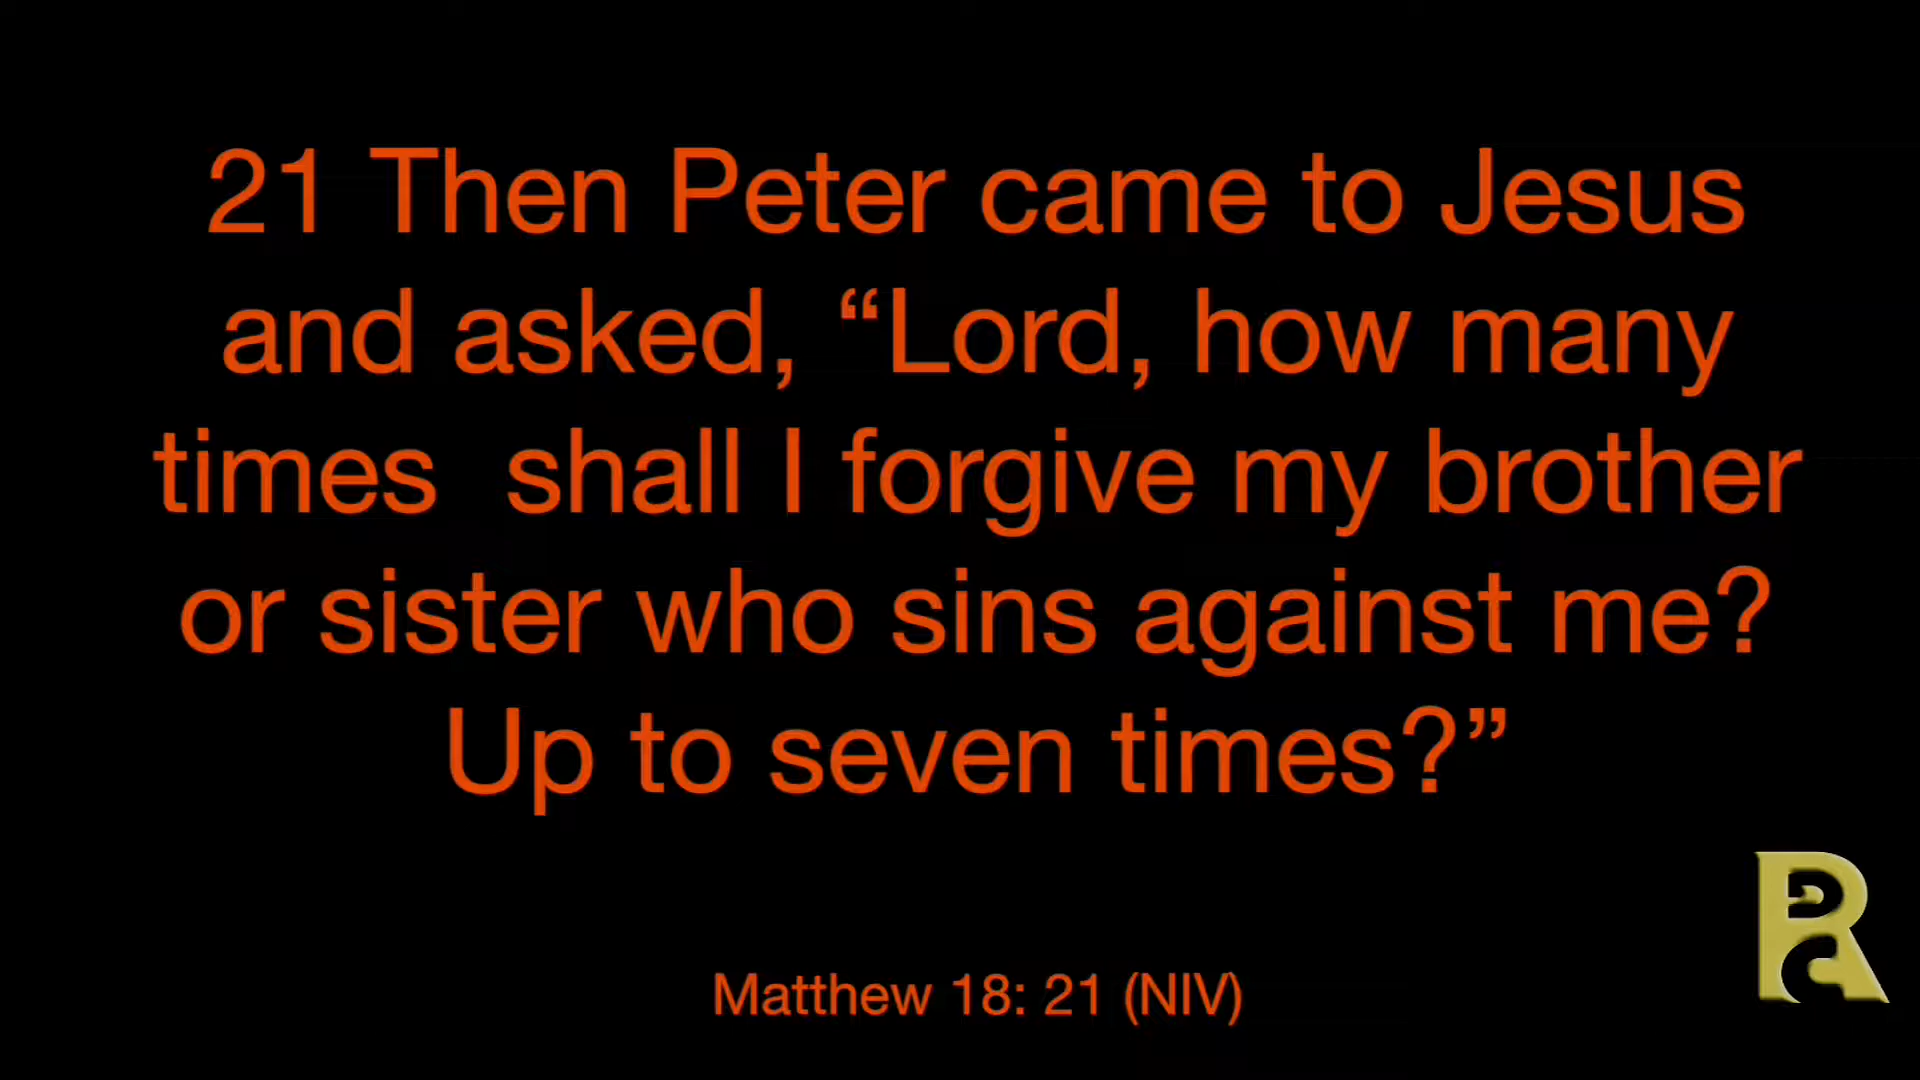 21 Then Peter came to Jesus
and asked, “Lord, how many
times  shall I forgive my brother
or sister who sins against me?
Up to seven times?”
Matthew 18: 21 (NIV)